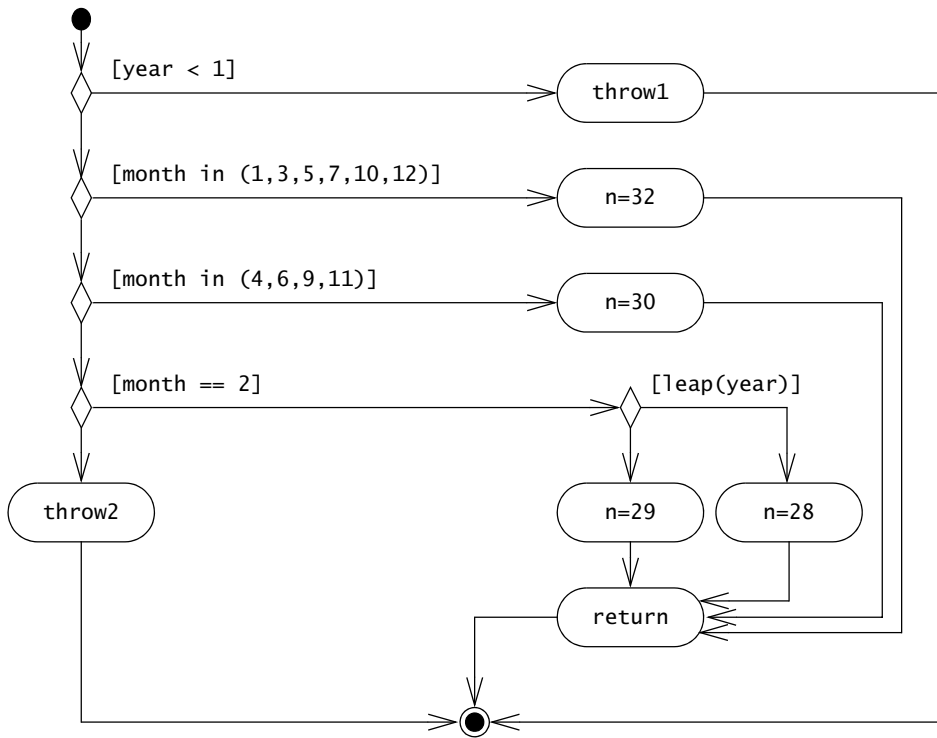 [year < 1]
throw1
[month in (1,3,5,7,10,12)]
n=32
[month in (4,6,9,11)]
n=30
[month == 2]
[leap(year)]
throw2
n=29
n=28
return